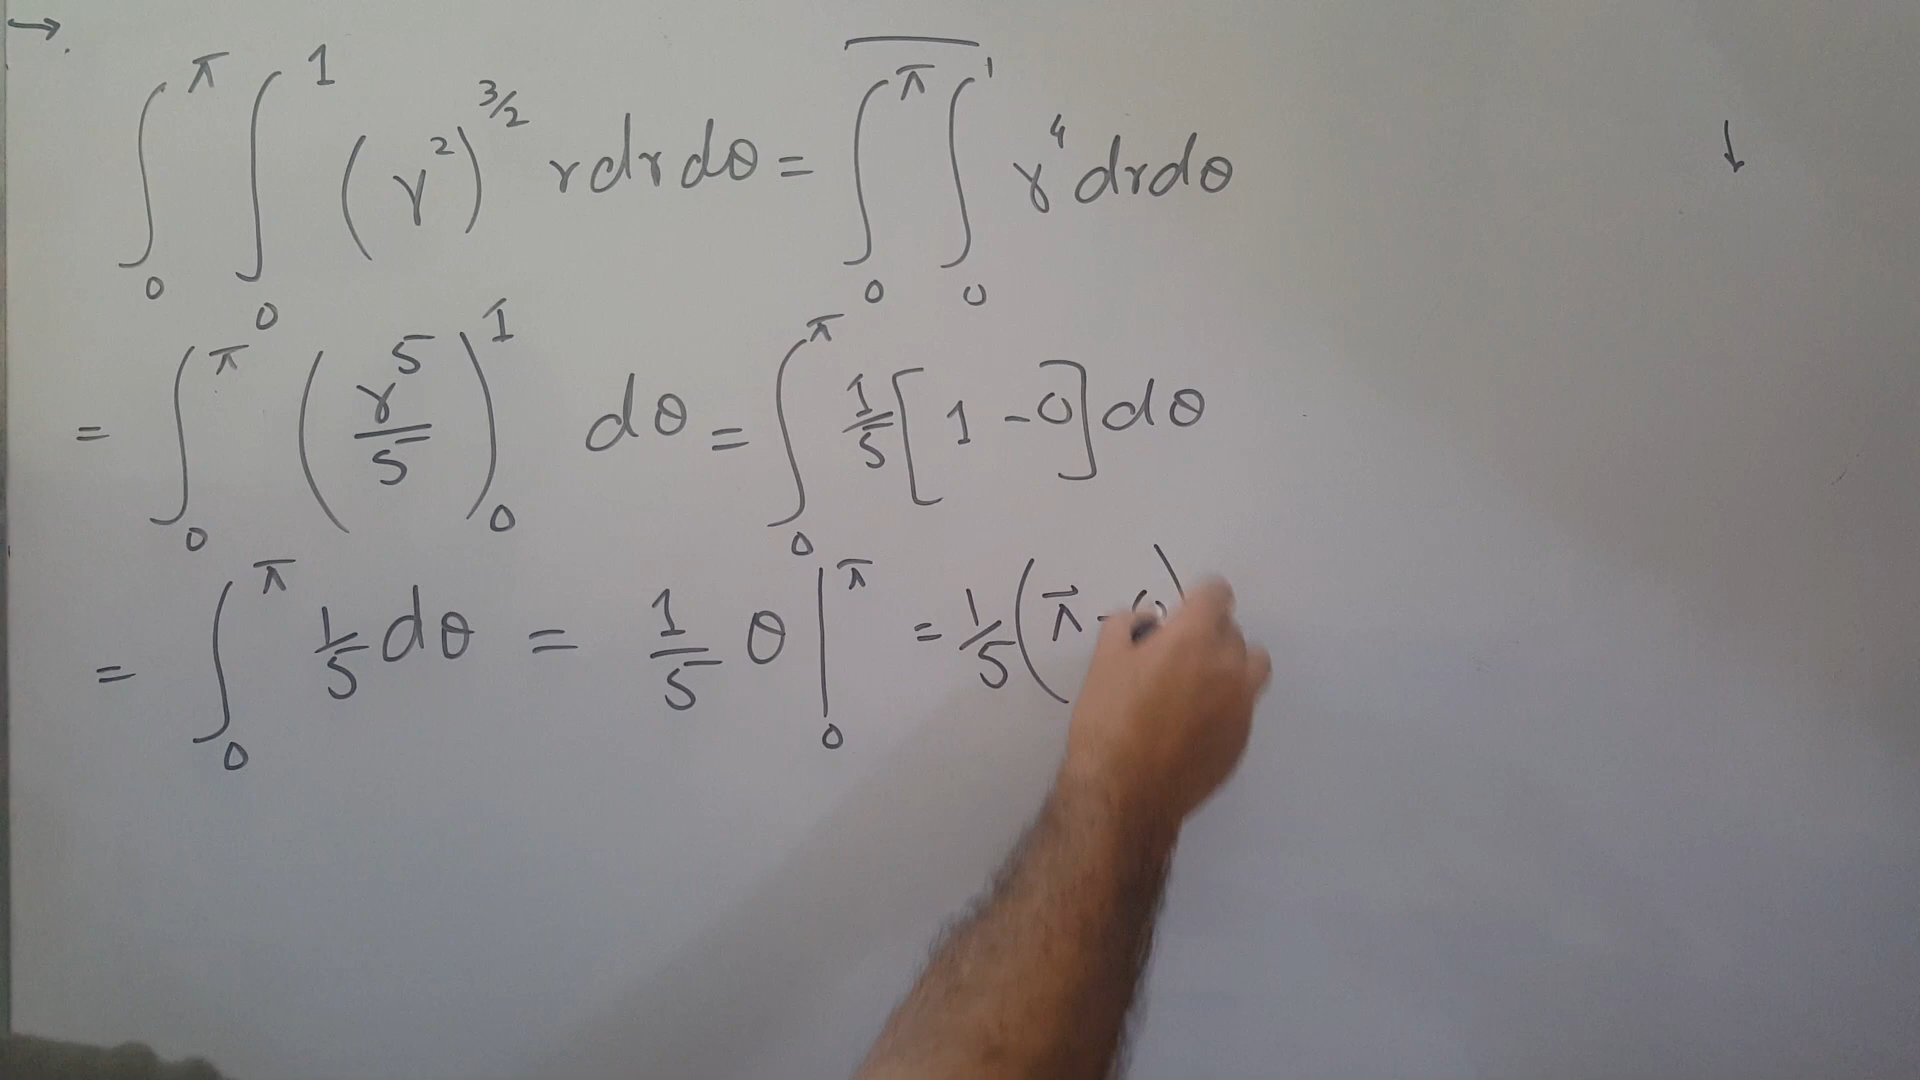 ∫₀^π ∫₀^1 (r²)^{3/2} r dr dθ = ∫₀^π ∫₀^1 r⁴ dr dθ
= ∫₀^π (r⁵/5)₀^1 dθ = ∫₀^π 1/5 [1 - 0] dθ
= ∫₀^π 1/5 dθ = 1/5 θ |₀^π = 1/5 (π - 0)